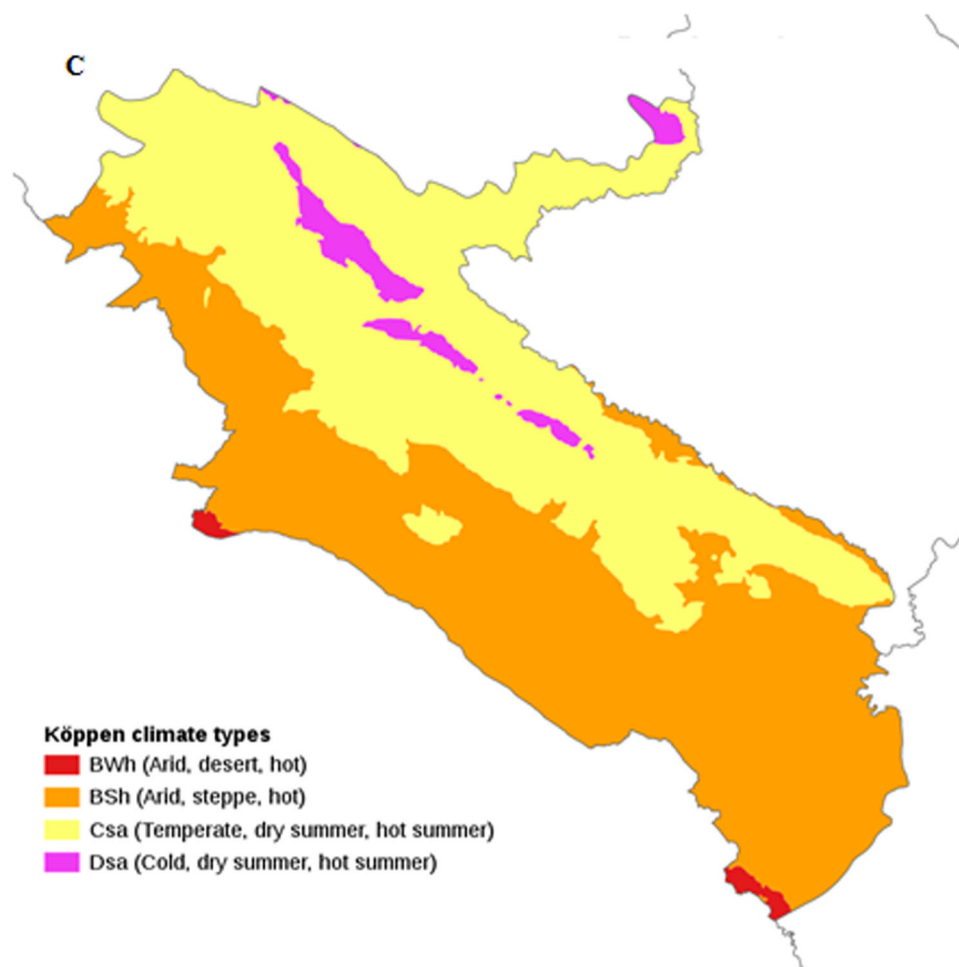 C
Köppen climate types
BWh (Arid, desert, hot)
BSh (Arid, steppe, hot)
Csa (Temperate, dry summer, hot summer)
Dsa (Cold, dry summer, hot summer)